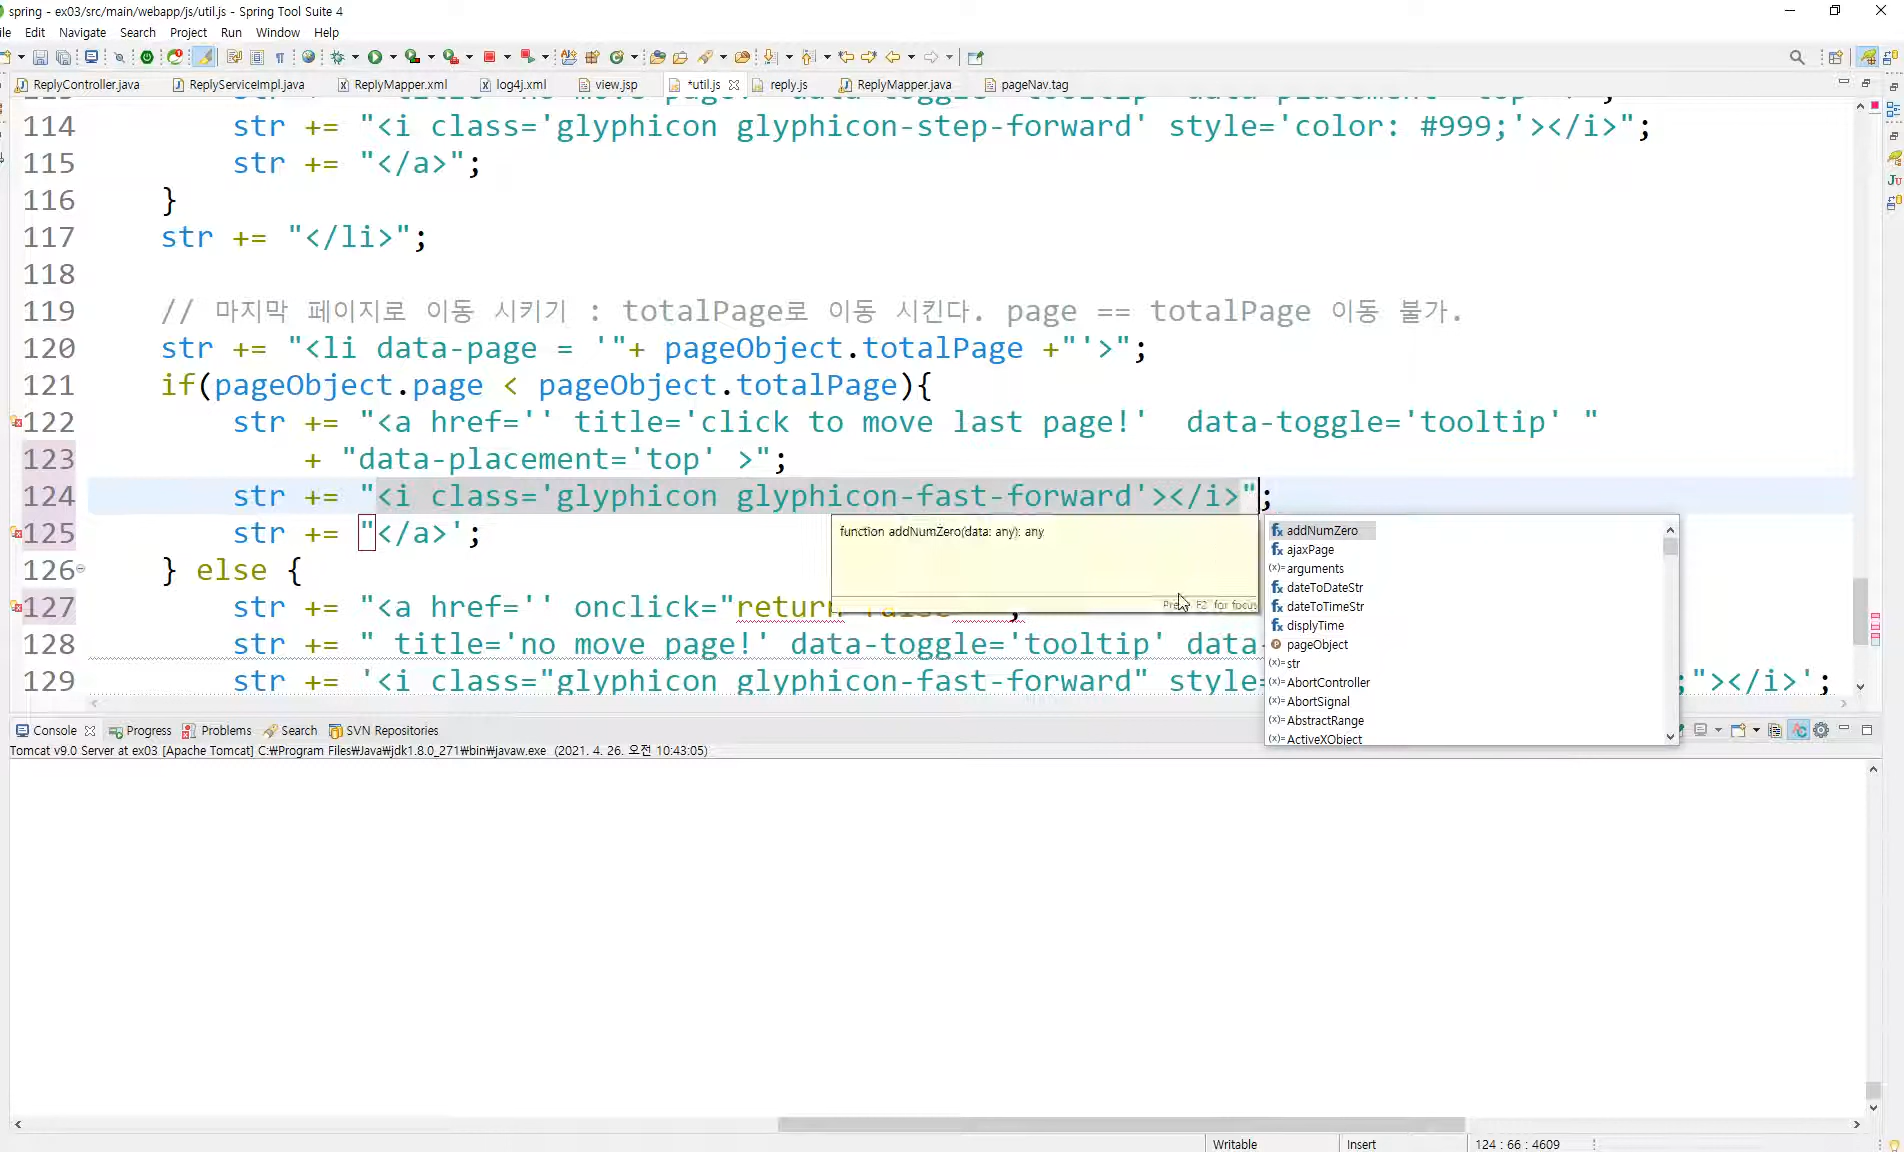 spring - ex03/src/main/webapp/js/util.js - Spring Tool Suite 4
Edit Navigate Search Project Run Window Help
ReplyController.java ReplyServiceImpl.java ReplyMapper.xml log4j.xml view.jsp *util.js reply.js ReplyMapper.java pageNav.tag
114 str += "<i class='glyphicon glyphicon-step-forward' style='color: #999;'></i>";
115 str += "</a>";
116 }
117 str += "</li>";
118
119 // 마지막 페이지로 이동 시키기 : totalPage로 이동 시킨다. page == totalPage 이동 불가.
120 str += "<li data-page = '"+ pageObject.totalPage +"'>";
121 if(pageObject.page < pageObject.totalPage){
122 str += "<a href='' title='click to move last page!'  data-toggle='tooltip' "
123 + "data-placement='top' >";
124 str += "<i class='glyphicon glyphicon-fast-forward'></i>";
125 str += "</a>';
126 } else {
127 str += "<a href='' onclick="return
128 str += " title='no move page!' data-toggle='tooltip' data-
129 str += '<i class="glyphicon glyphicon-fast-forward" style= "></i>';
function addNumZero(data: any): any
F2 for focus
addNumZero
ajaxPage
arguments
dateToDateStr
dateToTimeStr
displyTime
pageObject
str
AbortController
AbortSignal
AbstractRange
ActiveXObject
Console Progress Problems Search SVN Repositories
Tomcat v9.0 Server at ex03 [Apache Tomcat] C:₩Program Files₩Java₩jdk1.8.0_271₩bin₩javaw.exe (2021. 4. 26. 오전 10:43:05)
Writable Insert 124 : 66 : 4609